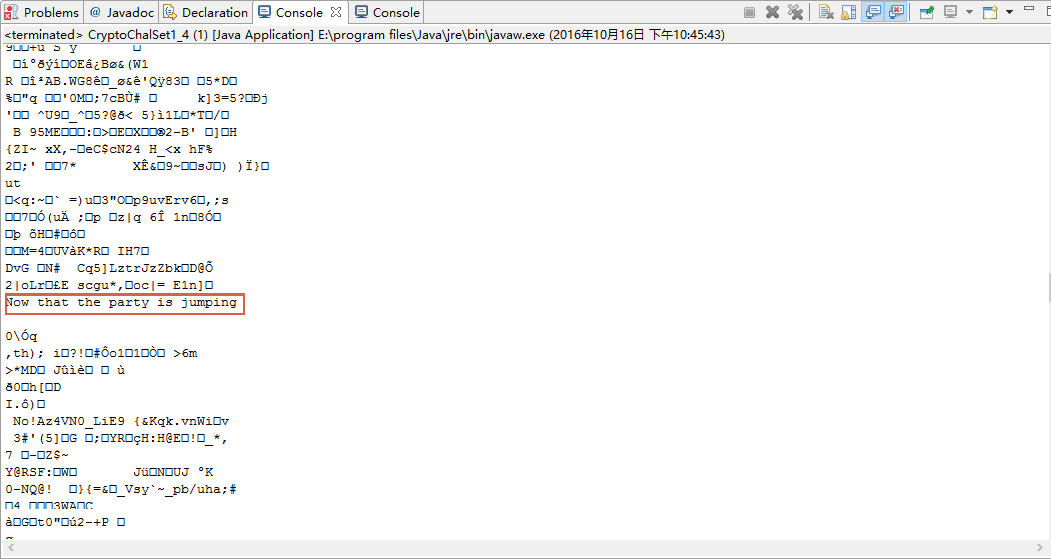 Problems @ Javadoc Declaration Console Console
<terminated> CryptoChalSet1_4 (1) [Java Application] E:\program files\Java\jre\bin\javaw.exe (2016年10月16日 下午10:45:43)
9□□+u S ÿ □
□í°ðýí□OEâ¿Bø&(W1
R □îªAB.WG8ê□_ø&ê'Qÿ83□ □5*D□
%□"q □□'0M□;7cBÙ# □ k]3=5?□Ðj
'□□ ^U9□_^□5?@ð< 5}ì1L□*T□/□
B 95ME□□□:□>□E□X□□®2-B' □]□H
{ZI~ xX,-□eC$cN24 H_<x hF%
2□;' □□7* XÊ&□9~□□sJ□) )Ï}□
ut
□<q:~□` =)u□3"O□p9uvErv6□,;s
□□7□Ó(uÄ ;□p □z|q 6Î 1n□8Ó□
□þ õH□#□ô□
□□M=4□UVàK*R□ IH7□
DvG □N# Cq5]LztrJzZbk□D@Õ
2|oLr□£E scgu*,□oc|= E1n]□
Now that the party is jumping
0\Óq
,th); i□?!□#Ôo1□1□Ò□ >6m
>*MD□ Jûìè□ □ ù
ð0□h[□D
I.ô)□
No!Az4VN0_LiE9 {&Kqk.vnWi□v
3#'(5]□G □;□YR□çH:H@E□!□_*,
7 □-□Z$~
Y@RSF:□W□ Jü□N□UJ °K
0-NQ@! □}{=&□_Vsy`~_pb/uha;#
□4 □□□3WA□C
à□G□t0"□ú2-+P □